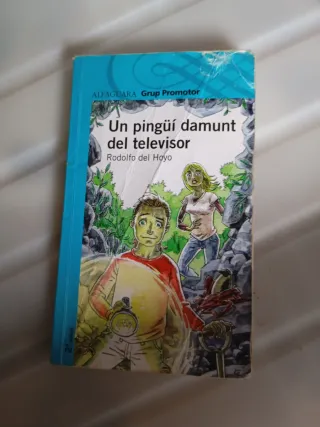 ALFAGUARA Grup Promotor
Un pingüí damunt
del televisor
Rodolfo del Hoyo